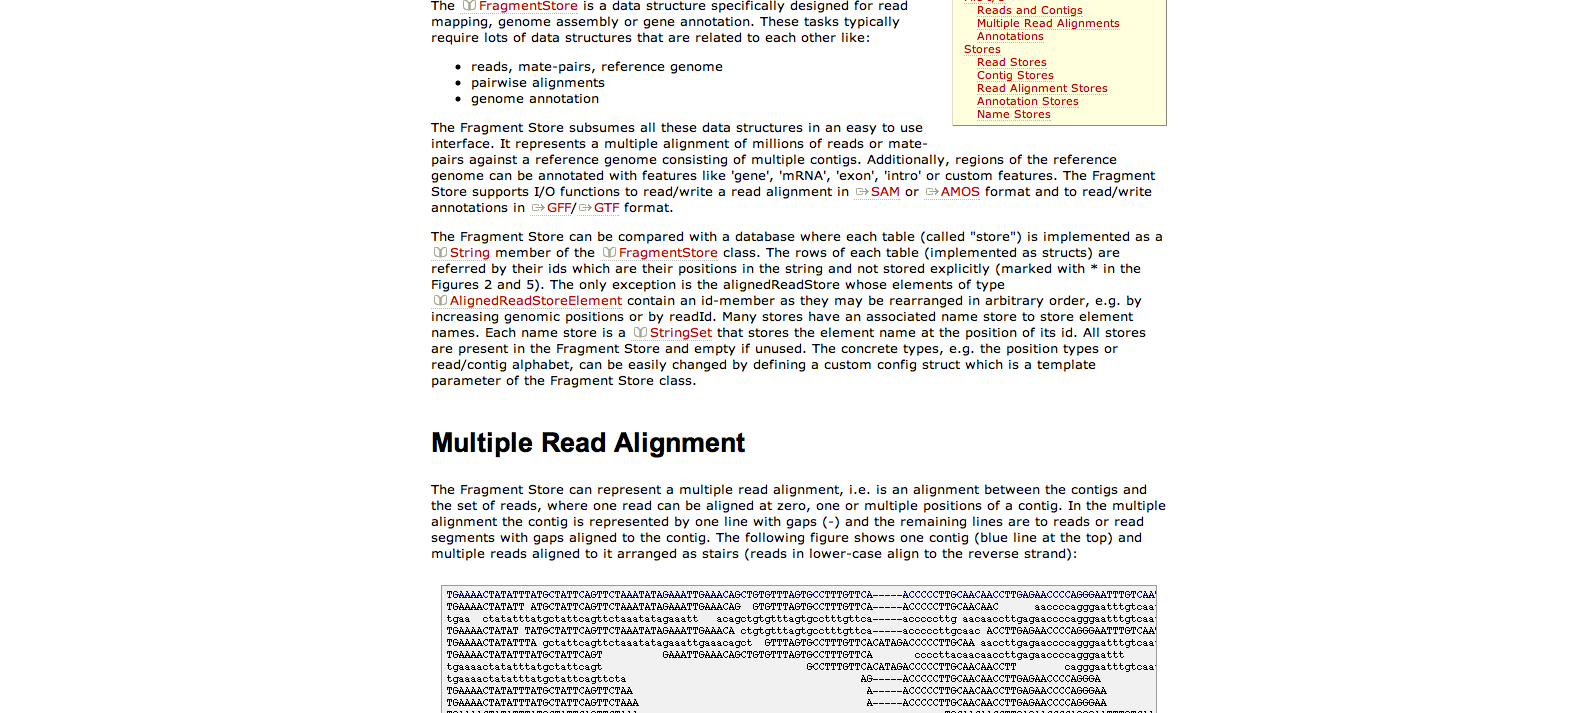 The FragmentStore is a data structure specifically designed for read
mapping, genome assembly or gene annotation. These tasks typically
require lots of data structures that are related to each other like:
reads, mate-pairs, reference genome
pairwise alignments
genome annotation
Reads and Contigs
Multiple Read Alignments
Annotations
Stores
Read Stores
Contig Stores
Read Alignment Stores
Annotation Stores
Name Stores
The Fragment Store subsumes all these data structures in an easy to use
interface. It represents a multiple alignment of millions of reads or mate-
pairs against a reference genome consisting of multiple contigs. Additionally, regions of the reference
genome can be annotated with features like 'gene', 'mRNA', 'exon', 'intro' or custom features. The Fragment
Store supports I/O functions to read/write a read alignment in SAM or AMOS format and to read/write
annotations in GFF/GTF format.
The Fragment Store can be compared with a database where each table (called "store") is implemented as a
String member of the FragmentStore class. The rows of each table (implemented as structs) are
referred by their ids which are their positions in the string and not stored explicitly (marked with * in the
Figures 2 and 5). The only exception is the alignedReadStore whose elements of type
AlignedReadStoreElement contain an id-member as they may be rearranged in arbitrary order, e.g. by
increasing genomic positions or by readId. Many stores have an associated name store to store element
names. Each name store is a StringSet that stores the element name at the position of its id. All stores
are present in the Fragment Store and empty if unused. The concrete types, e.g. the position types or
read/contig alphabet, can be easily changed by defining a custom config struct which is a template
parameter of the Fragment Store class.
Multiple Read Alignment
The Fragment Store can represent a multiple read alignment, i.e. is an alignment between the contigs and
the set of reads, where one read can be aligned at zero, one or multiple positions of a contig. In the multiple
alignment the contig is represented by one line with gaps (-) and the remaining lines are to reads or read
segments with gaps aligned to the contig. The following figure shows one contig (blue line at the top) and
multiple reads aligned to it arranged as stairs (reads in lower-case align to the reverse strand):
TGAAAACTATATTTATGCTATTCAGTTCTAAATATAGAAATTGAAACAGCTGTGTTTAGTGCCTTTGTTCA-----ACCCCCTTGCAACAACCTTGAGAACCCCAGGGAATTTGTCAA
TGAAAACTATATT ATGCTATTCAGTTCTAAATATAGAAATTGAAACAG GTGTTTAGTGCCTTTGTTCA-----ACCCCCTTGCAACAAC aaccccagggaatttgtcaa
tgaa ctatatttatgctattcagttctaaatatagaaatt acagctgtgtttagtgcctttgttca-----acccccttg aacaaccttgagaaccccagggaatttgtcaa
TGAAAACTATAT TATGCTATTCAGTTCTAAATATAGAAATTGAAACA ctgtgtttagtgcctttgttca-----acccccttgcaac ACCTTGAGAACCCCAGGGAATTTGTCAA
TGAAAACTATATTTA gctattcagttctaaatatagaaattgaaacagct GTTTAGTGCCTTTGTTCACATAGACCCCCTTGCAA aaccttgagaaccccagggaatttgtcaa
TGAAAACTATATTTATGCTATTCAGT GAAATTGAAACAGCTGTGTTTAGTGCCTTTGTTCA ccccttacaacaaccttgagaaccccagggaattt
tgaaaactatatttatgctattcagt GCCTTTGTTCACATAGACCCCCTTGCAACAACCTT cagggaatttgtcaa
tgaaaactatatttatgctattcagttcta AG-----ACCCCCTTGCAACAACCTTGAGAACCCCAGGGA
TGAAAACTATATTTATGCTATTCAGTTCTAA A-----ACCCCCTTGCAACAACCTTGAGAACCCCAGGGAA
TGAAAACTATATTTATGCTATTCAGTTCTAAA A-----ACCCCCTTGCAACAACCTTGAGAACCCCAGGGAA